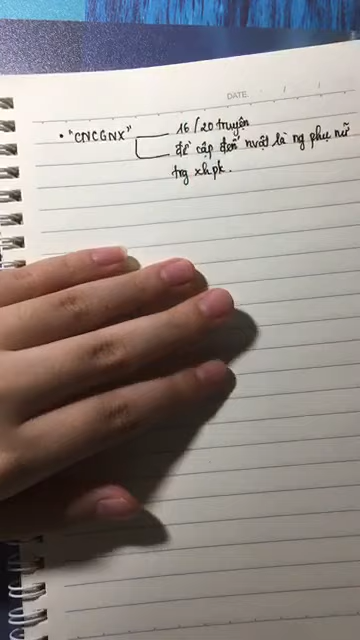 DATE / /
• "CNCGNX" 16/20 truyện
đề cập đến nvật là ng phụ nữ
trg xhpk.